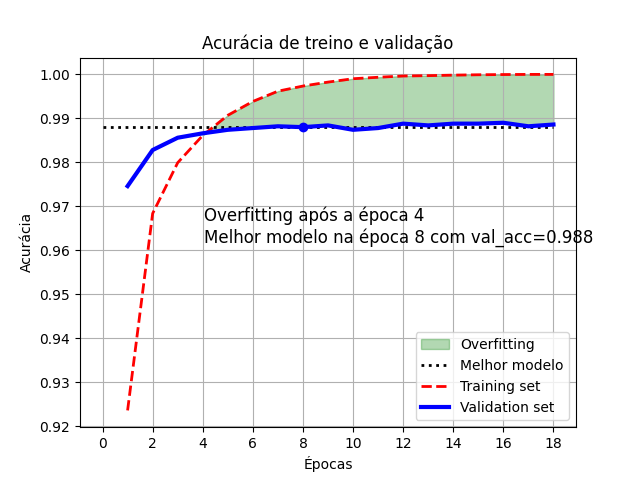 Acurácia de treino e validação
1.00
0.99
0.98
0.97
0.96
0.95
0.94
0.93
0.92
Acurácia
Overfitting após a época 4
Melhor modelo na época 8 com val_acc=0.988
Overfitting
Melhor modelo
Training set
Validation set
0 2 4 6 8 10 12 14 16 18
Épocas